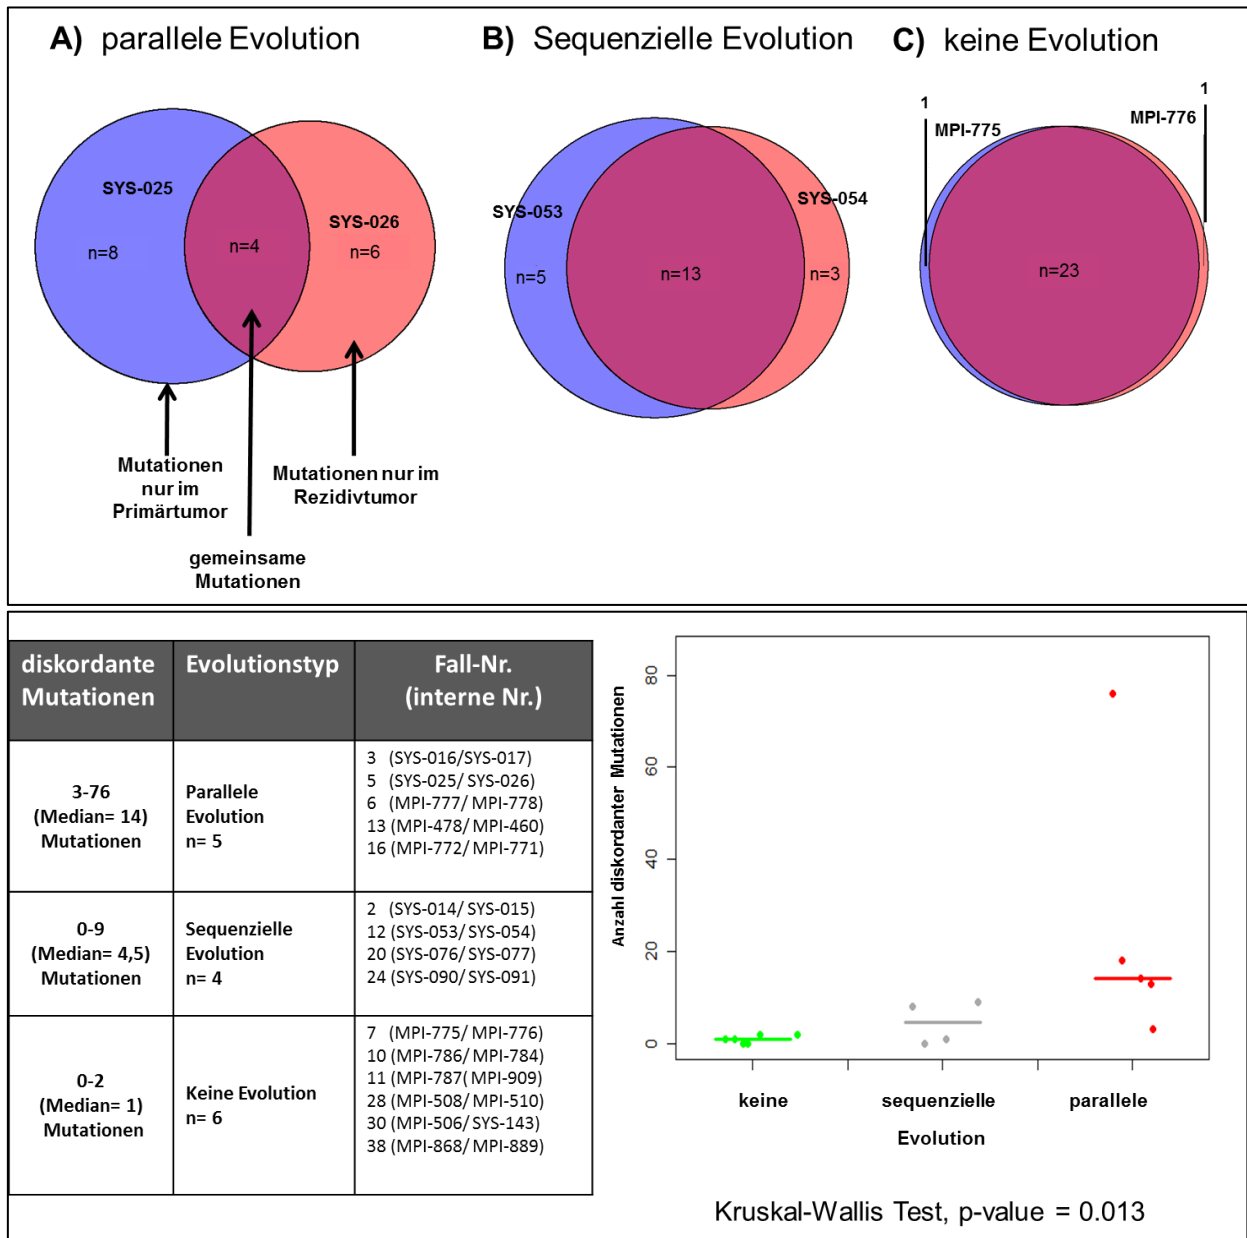 A) parallele Evolution
B) Sequenzielle Evolution
C) keine Evolution
SYS-025
n=8
n=4
SYS-026
n=6
Mutationen
nur im
Primärtumor
gemeinsame
Mutationen
Mutationen nur im
Rezidivtumor
SYS-053
n=5
n=13
SYS-054
n=3
1
MPI-775
n=23
1
MPI-776
diskordante
Mutationen
Evolutionstyp
Fall-Nr.
(interne Nr.)
3-76
(Median= 14)
Mutationen
Parallele
Evolution
n= 5
3 (SYS-016/SYS-017)
5 (SYS-025/ SYS-026)
6 (MPI-777/ MPI-778)
13 (MPI-478/ MPI-460)
16 (MPI-772/ MPI-771)
0-9
(Median= 4,5)
Mutationen
Sequenzielle
Evolution
n= 4
2 (SYS-014/ SYS-015)
12 (SYS-053/ SYS-054)
20 (SYS-076/ SYS-077)
24 (SYS-090/ SYS-091)
0-2
(Median= 1)
Mutationen
Keine Evolution
n= 6
7 (MPI-775/ MPI-776)
10 (MPI-786/ MPI-784)
11 (MPI-787( MPI-909)
28 (MPI-508/ MPI-510)
30 (MPI-506/ SYS-143)
38 (MPI-868/ MPI-889)
Anzahl diskordanter Mutationen
80
60
40
20
0
keine
sequenzielle
parallele
Evolution
Kruskal-Wallis Test, p-value = 0.013